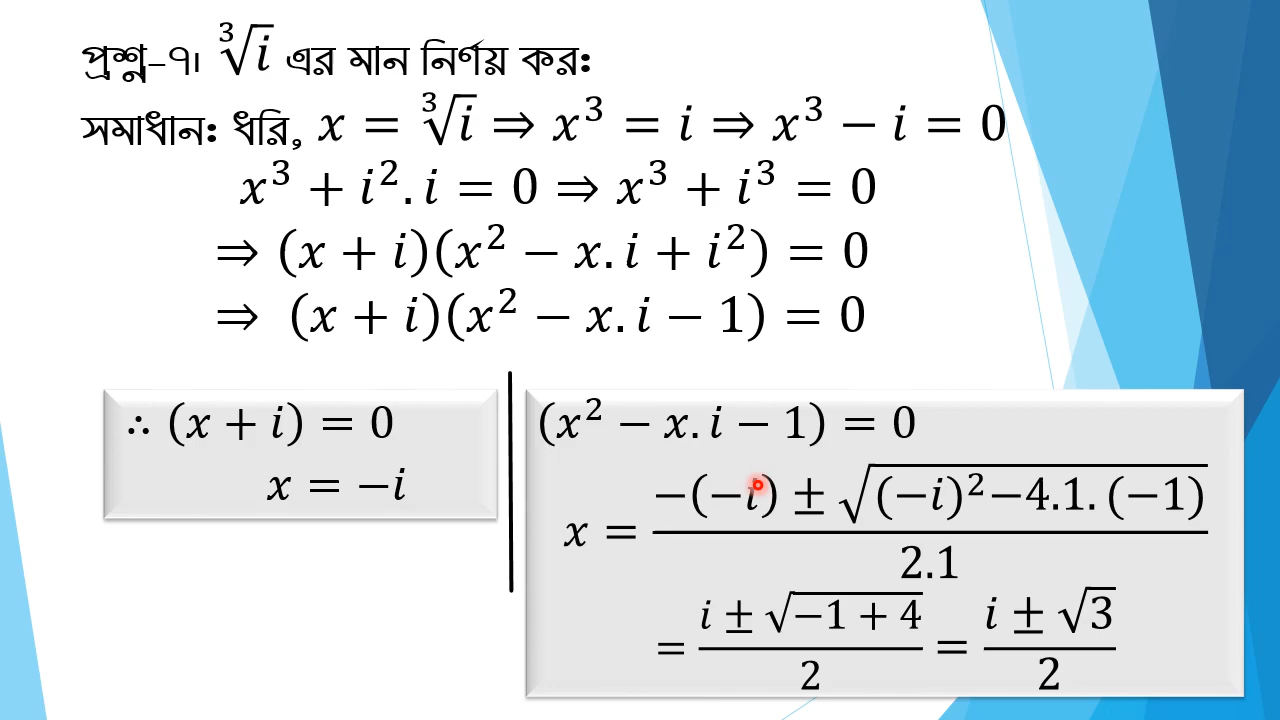 প্রশ্ন–৭। ∛i এর মান নির্ণয় কর:
সমাধান: ধরি, x = ∛i ⇒ x³ = i ⇒ x³ − i = 0
x³ + i². i = 0 ⇒ x³ + i³ = 0
⇒ (x + i)(x² − x. i + i²) = 0
⇒ (x + i)(x² − x. i − 1) = 0
∴ (x + i) = 0
x = −i
(x² − x. i − 1) = 0
x = (−(−i) ± √((−i)²−4.1. (−1))) / 2.1
= (i ± √(−1 + 4)) / 2 = (i ± √3) / 2